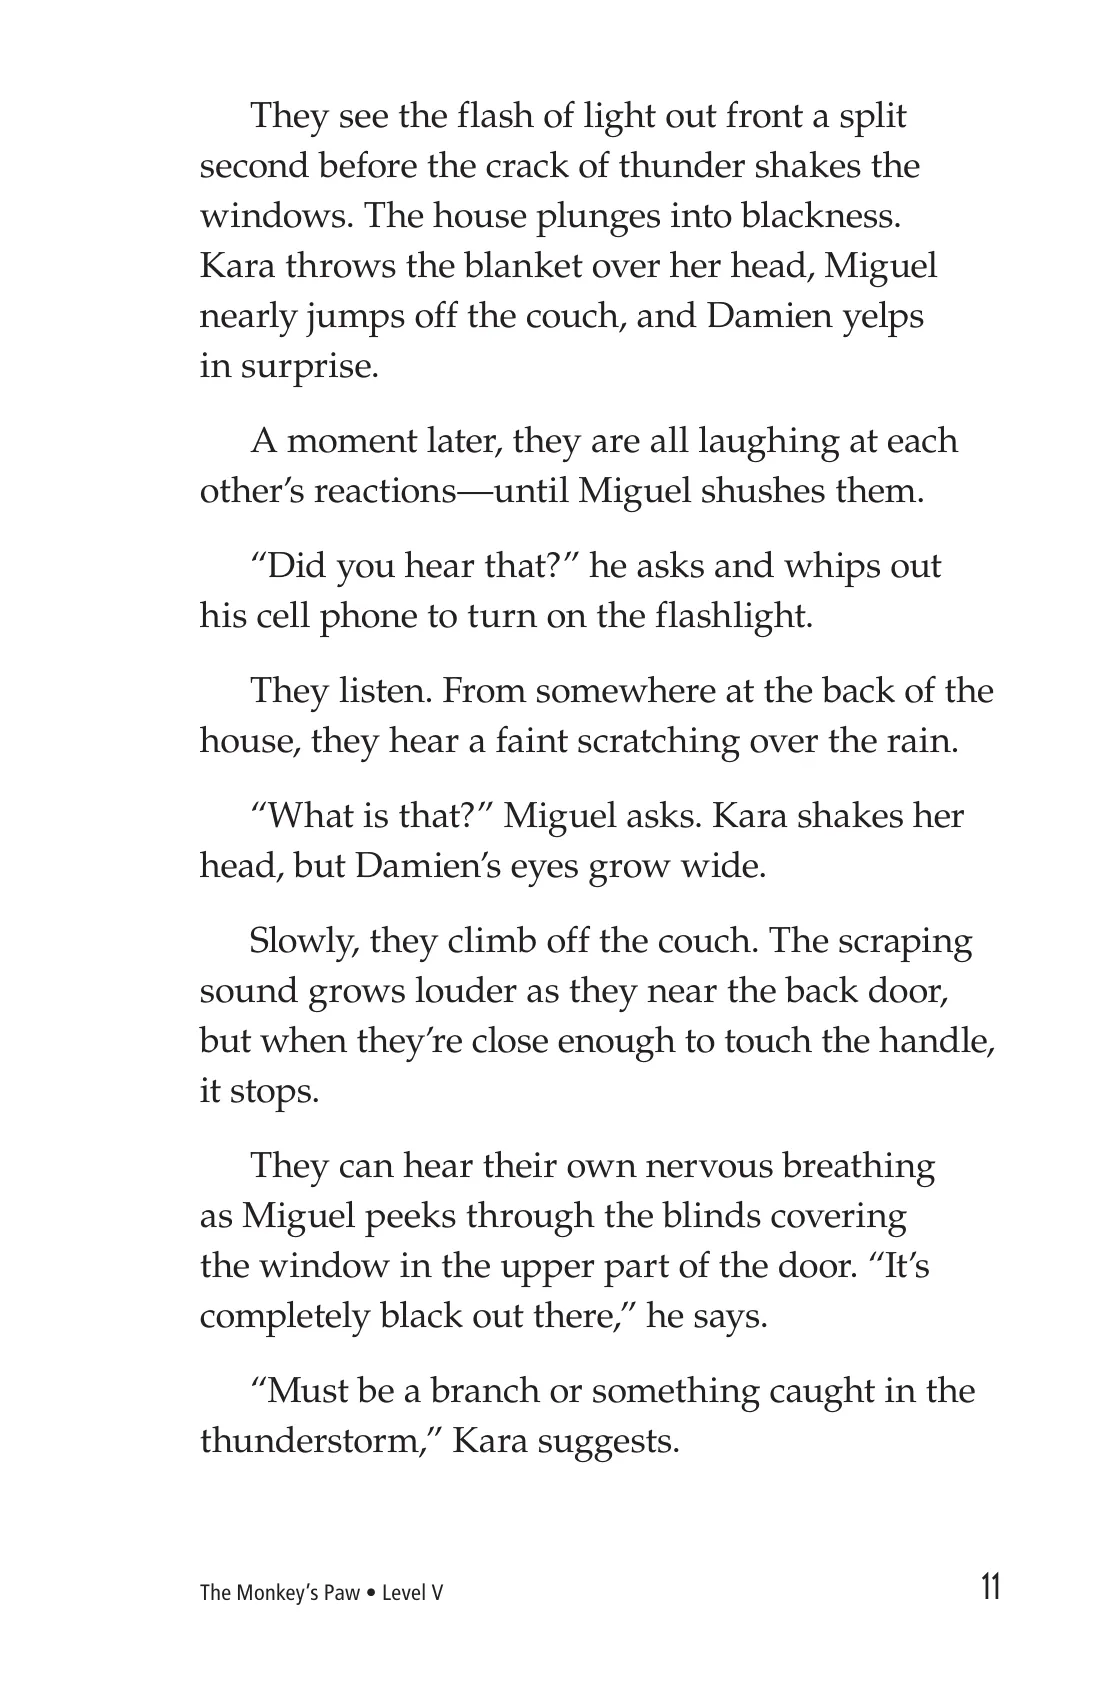 They see the flash of light out front a split
second before the crack of thunder shakes the
windows. The house plunges into blackness.
Kara throws the blanket over her head, Miguel
nearly jumps off the couch, and Damien yelps
in surprise.
A moment later, they are all laughing at each
other’s reactions—until Miguel shushes them.
“Did you hear that?” he asks and whips out
his cell phone to turn on the flashlight.
They listen. From somewhere at the back of the
house, they hear a faint scratching over the rain.
“What is that?” Miguel asks. Kara shakes her
head, but Damien’s eyes grow wide.
Slowly, they climb off the couch. The scraping
sound grows louder as they near the back door,
but when they’re close enough to touch the handle,
it stops.
They can hear their own nervous breathing
as Miguel peeks through the blinds covering
the window in the upper part of the door. “It’s
completely black out there,” he says.
“Must be a branch or something caught in the
thunderstorm,” Kara suggests.
The Monkey’s Paw • Level V 11